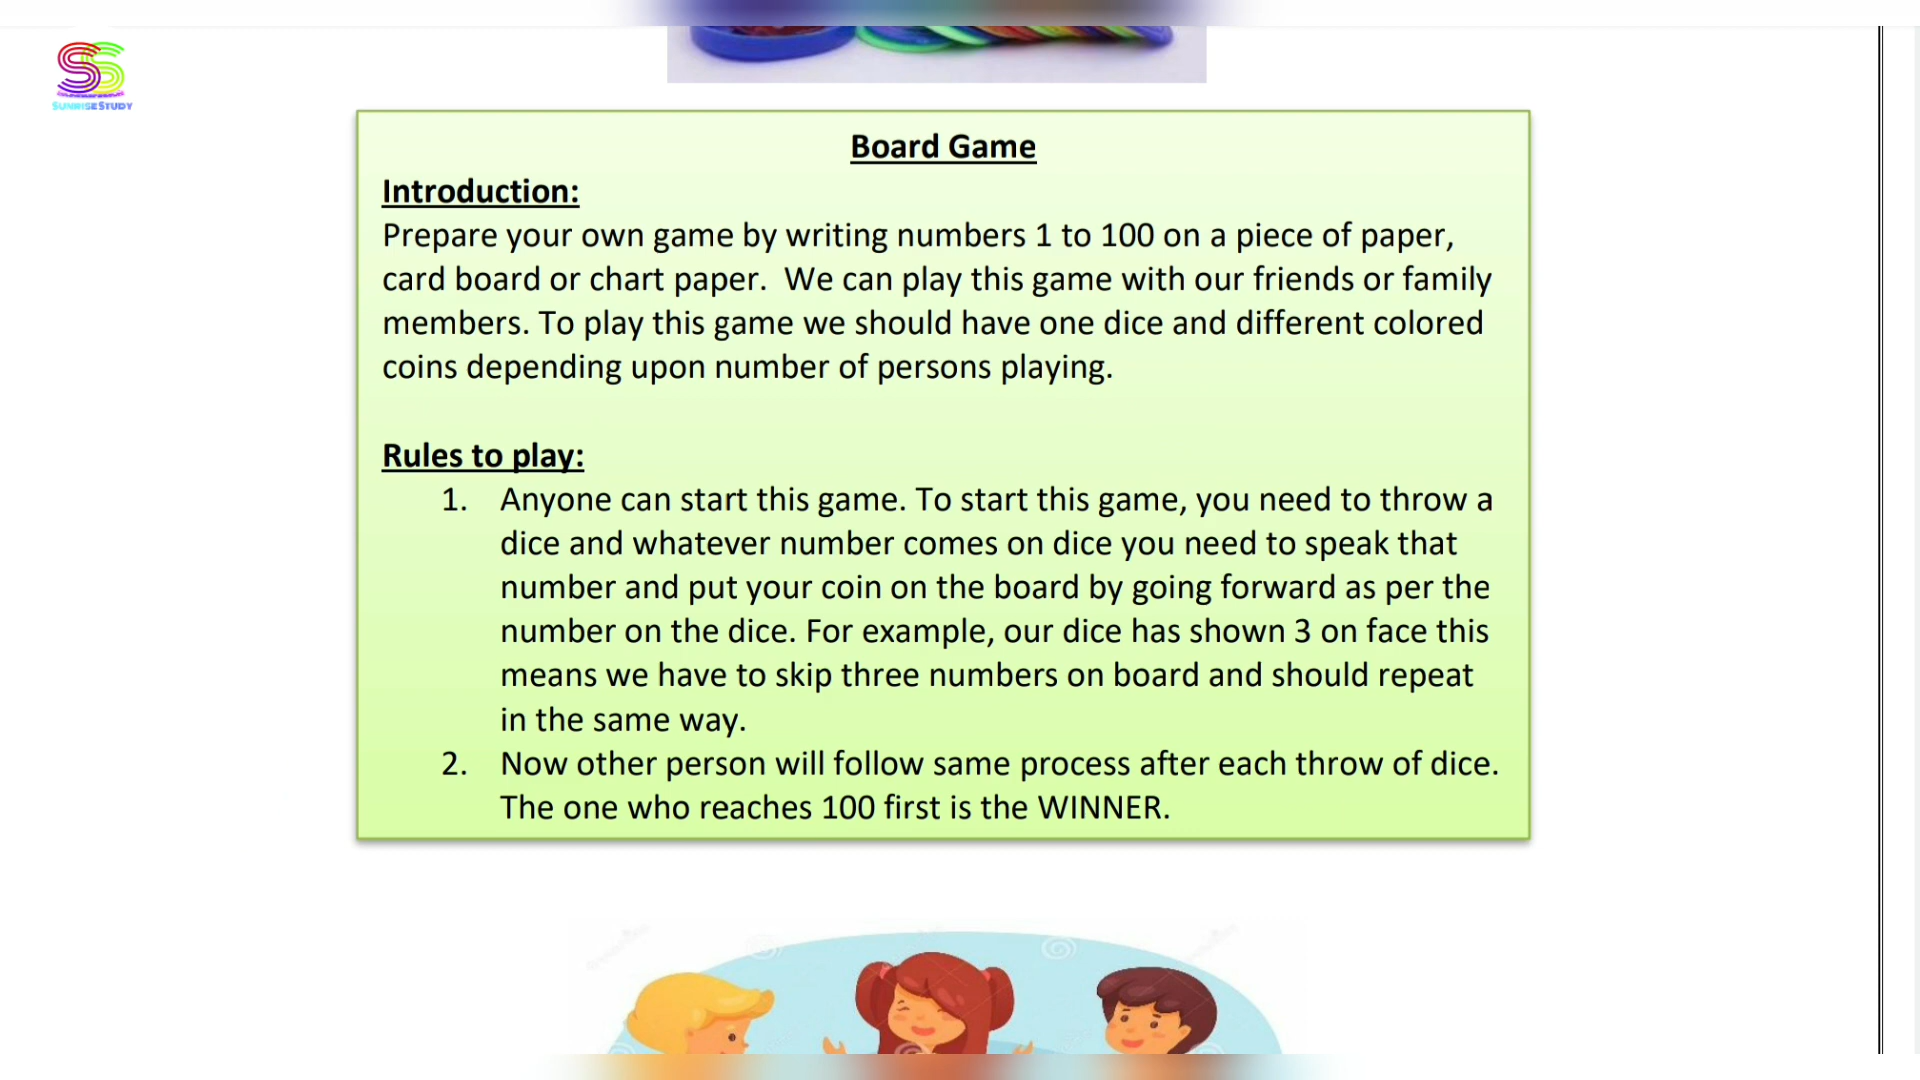 SUNRISE STUDY
Board Game
Introduction:
Prepare your own game by writing numbers 1 to 100 on a piece of paper,
card board or chart paper.  We can play this game with our friends or family
members. To play this game we should have one dice and different colored
coins depending upon number of persons playing.
Rules to play:
1. Anyone can start this game. To start this game, you need to throw a
dice and whatever number comes on dice you need to speak that
number and put your coin on the board by going forward as per the
number on the dice. For example, our dice has shown 3 on face this
means we have to skip three numbers on board and should repeat
in the same way.
2. Now other person will follow same process after each throw of dice.
The one who reaches 100 first is the WINNER.